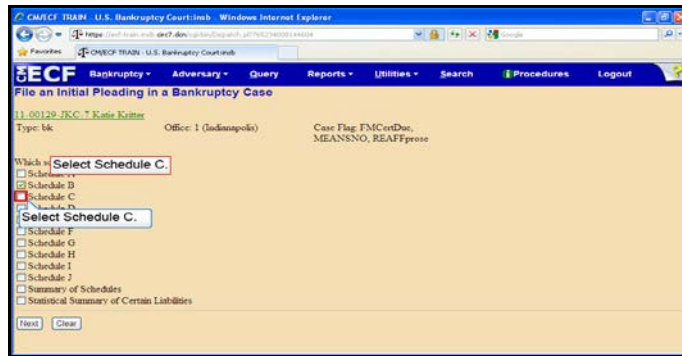 CM/ECF TRAIN - U.S. Bankruptcy Court:insb - Windows Internet Explorer
Google
Favorites CM/ECF TRAIN - U.S. Bankruptcy Court:insb
ECF Bankruptcy Adversary Query Reports Utilities Search Procedures Logout
File an Initial Pleading in a Bankruptcy Case
11-00129-JKC-7 Katie Kritter
Type: bk Office: 1 (Indianapolis) Case Flag: FMCertDue,
MEANSNO, REAFFprose
Which
Select Schedule C.
Schedule B
Schedule C
Select Schedule C.
Schedule F
Schedule G
Schedule H
Schedule I
Schedule J
Summary of Schedules
Statistical Summary of Certain Liabilities
Next Clear